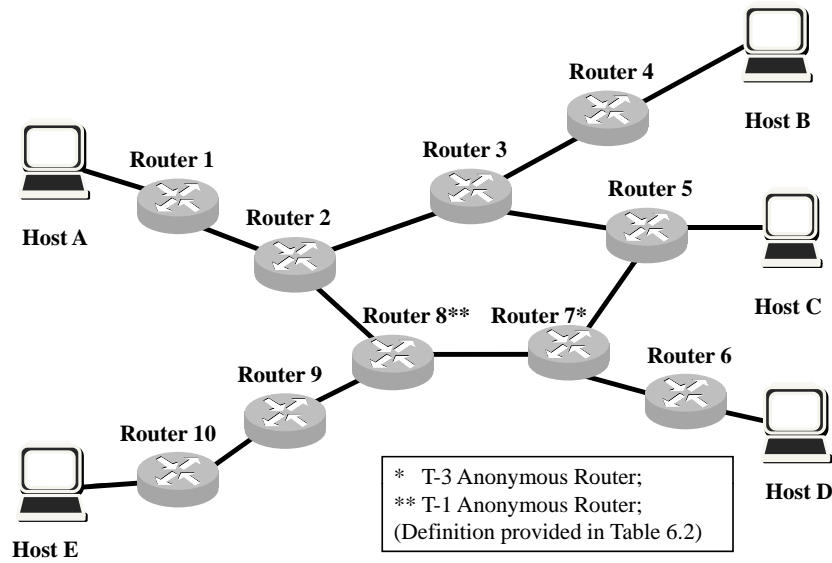 Router 4
Host B
Router 1
Router 3
Router 5
Host A
Router 2
Host C
Router 8**
Router 7*
Router 6
Router 9
Router 10
* T-3 Anonymous Router;
** T-1 Anonymous Router;
(Definition provided in Table 6.2)
Host D
Host E